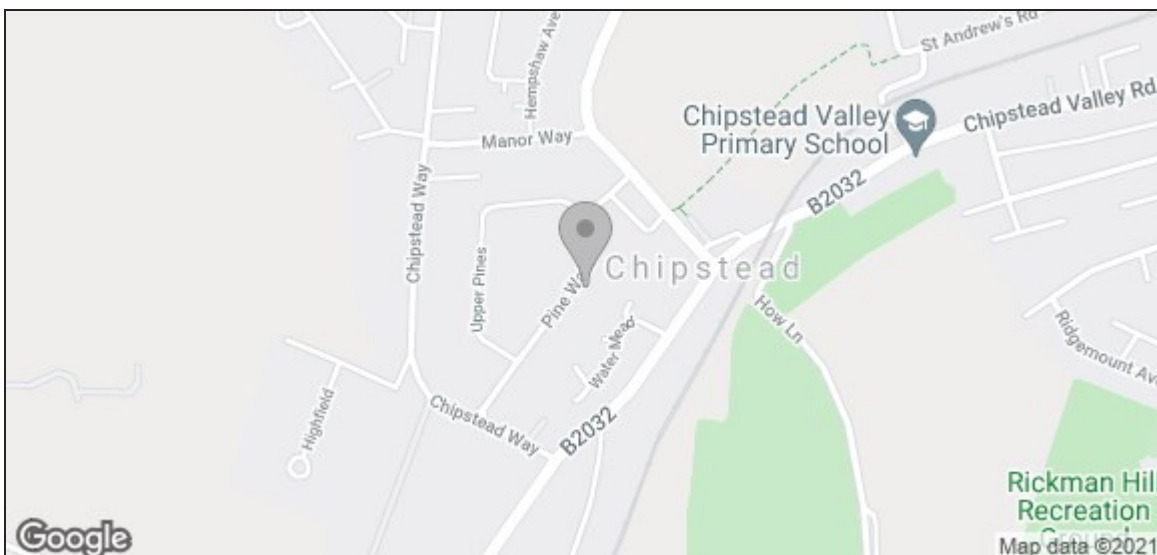 St Andrew's Rd
Hempshaw Ave
Chipstead Valley
Primary School
Chipstead Valley Rd
Manor Way
B2032
Chipstead Way
Upper Pines
Pine Way
Chipstead
How Ln
Water Mead
Ridgemount Av
Highfield
Chipstead Way
B2032
Rickman Hill
Recreation
Ground
Google
Map data ©2021